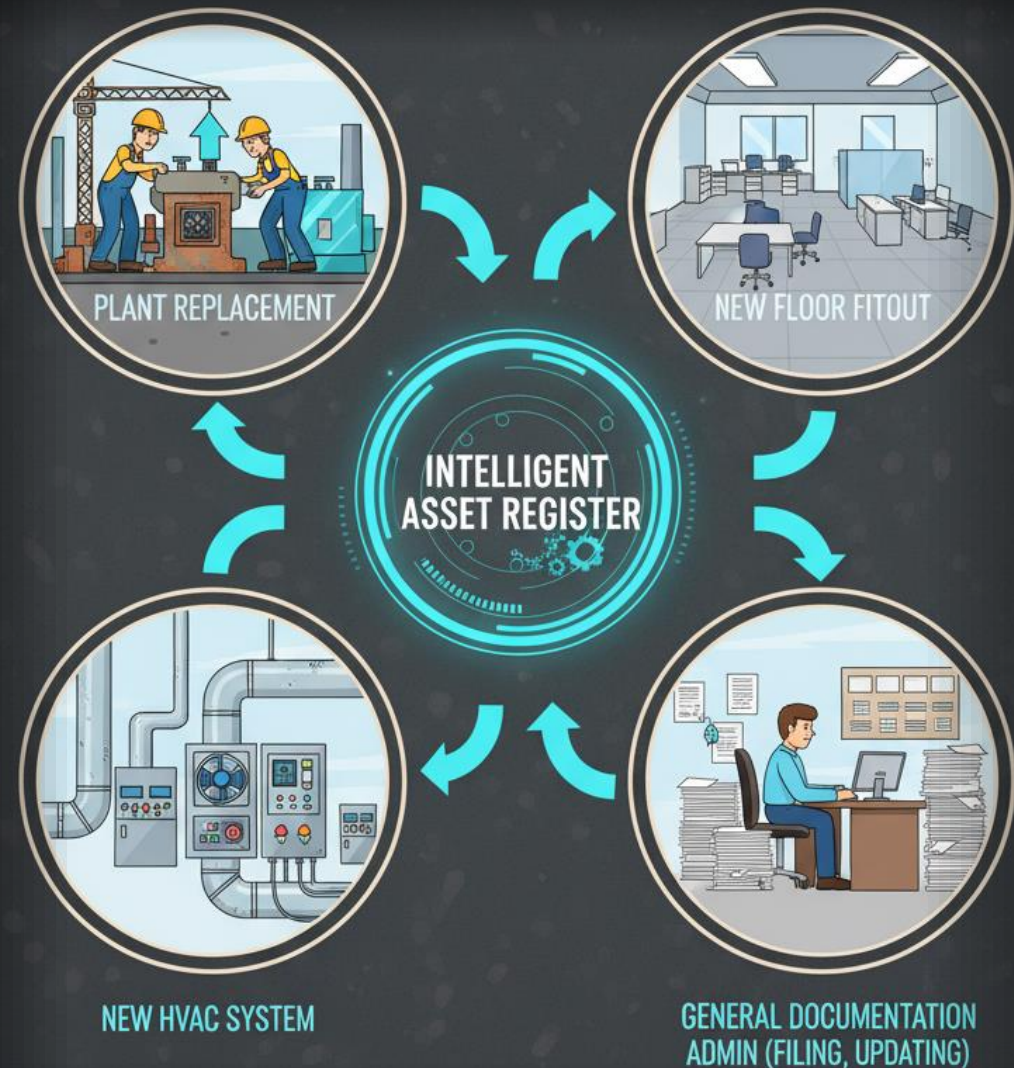 PLANT REPLACEMENT
NEW FLOOR FITOUT
INTELLIGENT
ASSET REGISTER
NEW HVAC SYSTEM
GENERAL DOCUMENTATION
ADMIN (FILING, UPDATING)